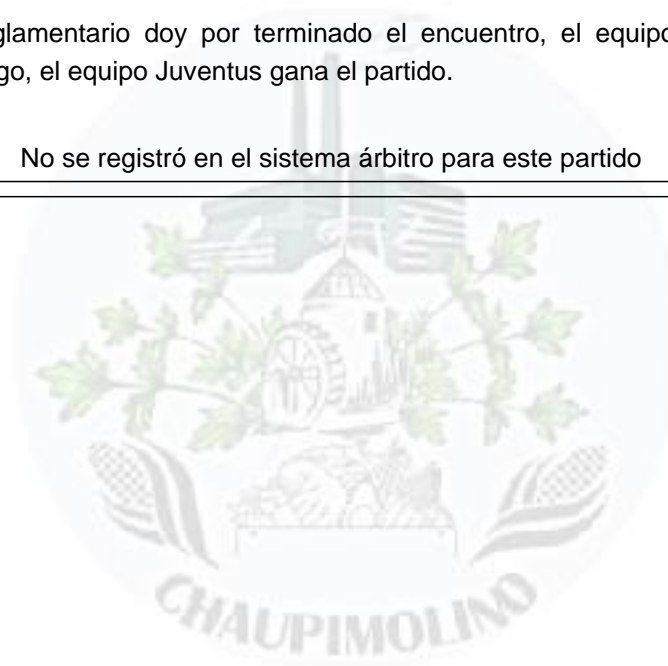 glamentario doy por terminado el encuentro, el equipo
go, el equipo Juventus gana el partido.
No se registró en el sistema árbitro para este partido
CHAUPIMOLINO